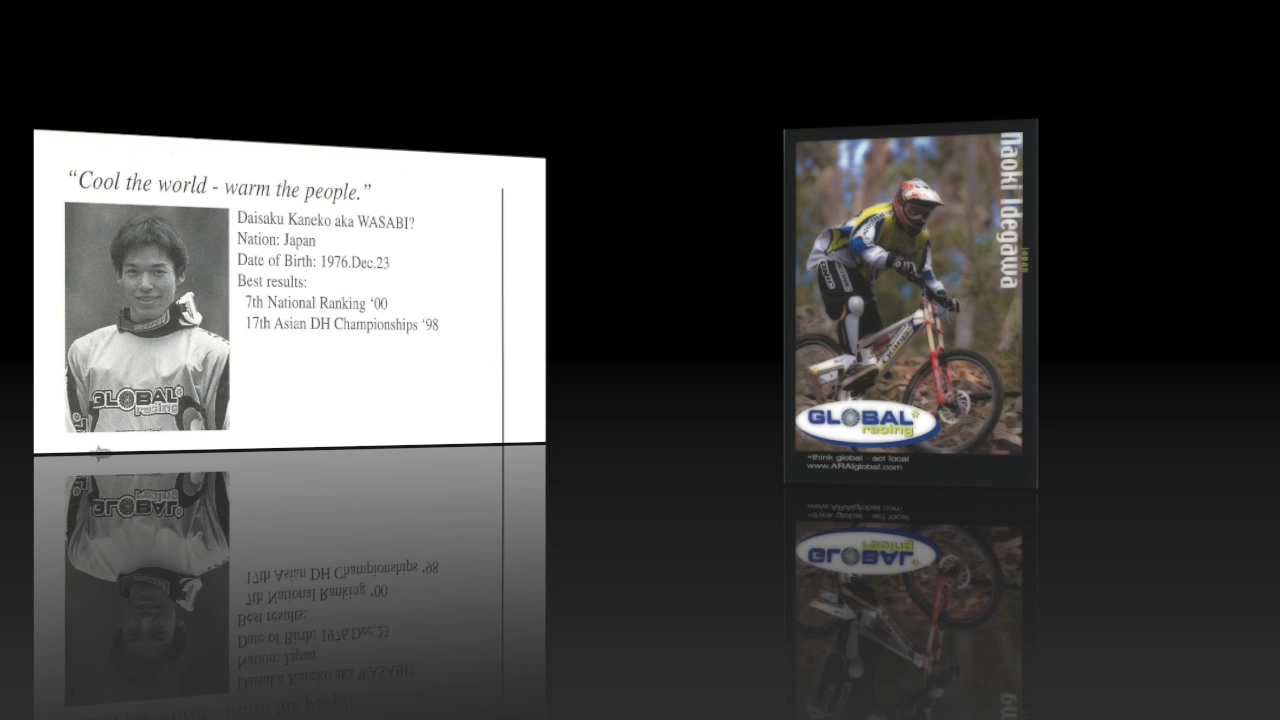 “Cool the world - warm the people.”
Daisaku Kaneko aka WASABI?
Nation: Japan
Date of Birth: 1976.Dec.23
Best results:
7th National Ranking ‘00
17th Asian DH Championships ‘98
GLOBAL
racing
Naoki Idegawa
japan
GLOBAL
racing
+think global act local
www.ARAIglobal.com